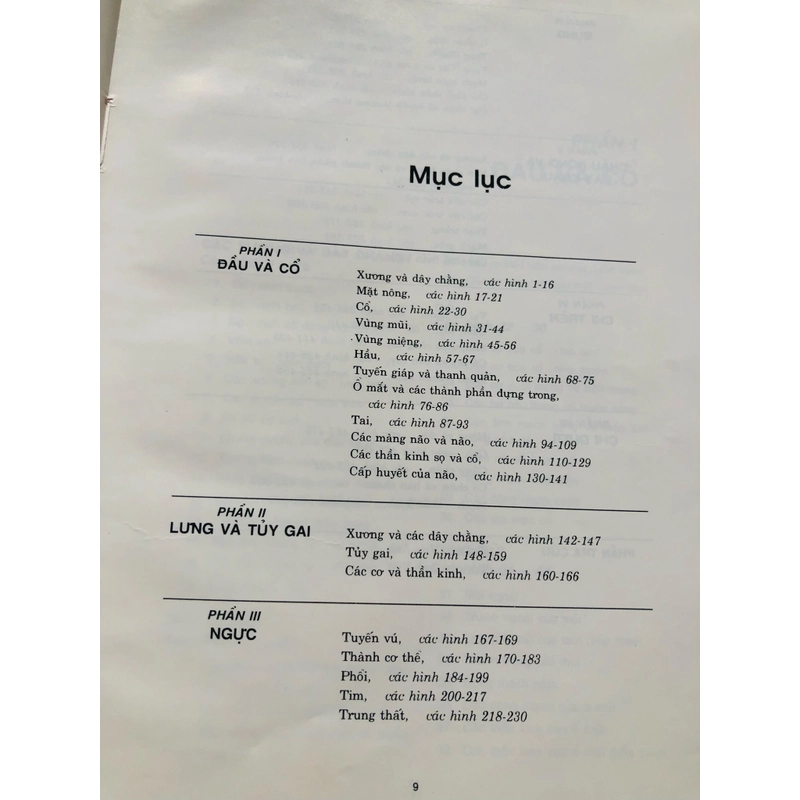 Mục lục
PHẦN I
ĐẦU VÀ CỔ
Xương và dây chằng, các hình 1-16
Mặt nông, các hình 17-21
Cổ, các hình 22-30
Vùng mũi, các hình 31-44
Vùng miệng, các hình 45-56
Hầu, các hình 57-67
Tuyến giáp và thanh quản, các hình 68-75
Ổ mắt và các thành phần đựng trong,
các hình 76-86
Tai, các hình 87-93
Các màng não và não, các hình 94-109
Các thần kinh sọ và cổ, các hình 110-129
Cấp huyết của não, các hình 130-141
PHẦN II
LƯNG VÀ TỦY GAI
Xương và các dây chằng, các hình 142-147
Tủy gai, các hình 148-159
Các cơ và thần kinh, các hình 160-166
PHẦN III
NGỰC
Tuyến vú, các hình 167-169
Thành cơ thể, các hình 170-183
Phổi, các hình 184-199
Tim, các hình 200-217
Trung thất, các hình 218-230
9